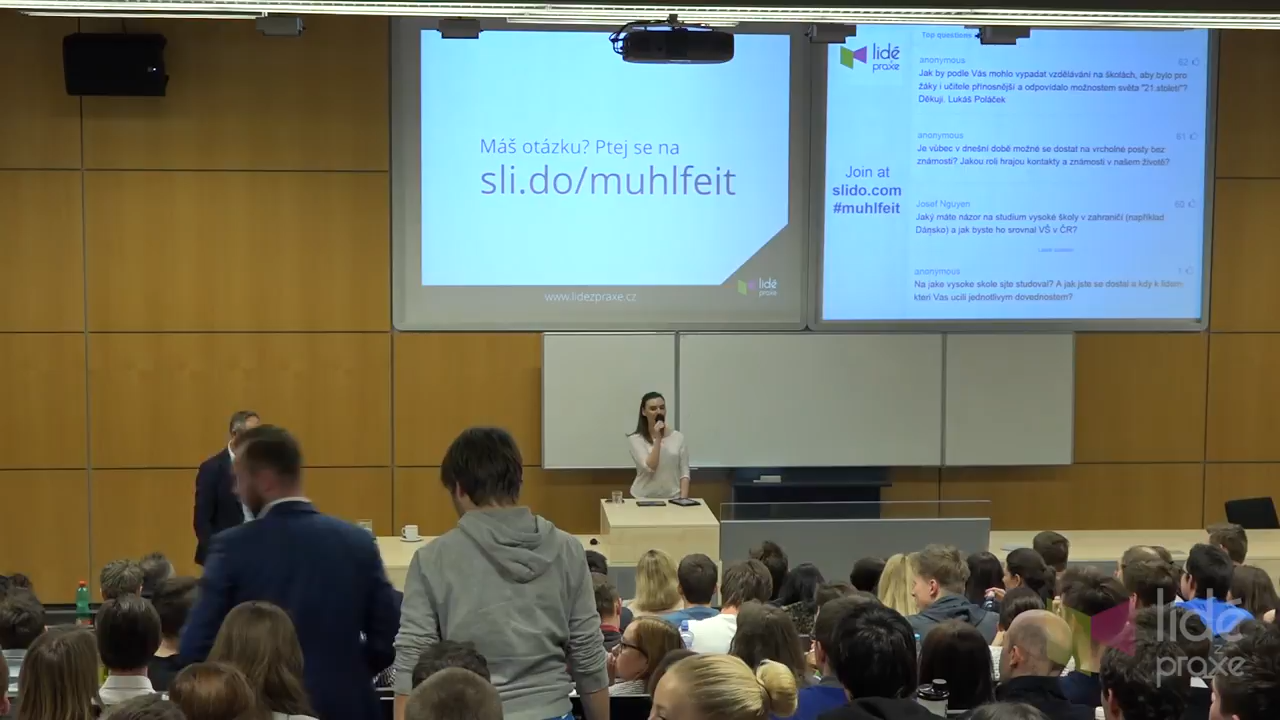 Máš otázku? Ptej se na
sli.do/muhlfeit
www.lidezpraxe.cz
lidé
z
praxe
lidé
z
praxe
Join at
slido.com
#muhlfeit
Top questions
anonymous
62
Jak by podle Vás mohlo vypadat vzdělávání na školách, aby bylo pro
žáky i učitele přínosnější a odpovídalo možnostem světa "21.století"?
Děkuji. Lukáš Poláček
anonymous
61
Je vůbec v dnešní době možné se dostat na vrcholné posty bez
známostí? Jakou roli hrajou kontakty a známosti v našem životě?
Josef Nguyen
60
Jaký máte názor na studium vysoké školy v zahraničí (například
Dánsko) a jak byste ho srovnal VŠ v ČR?
anonymous
1
Na jake vysoke skole sjte studoval? A jak jste se dostal a kdy k lidem,
kteri Vas ucili jednotlivym dovednostem?
lidé
z
praxe